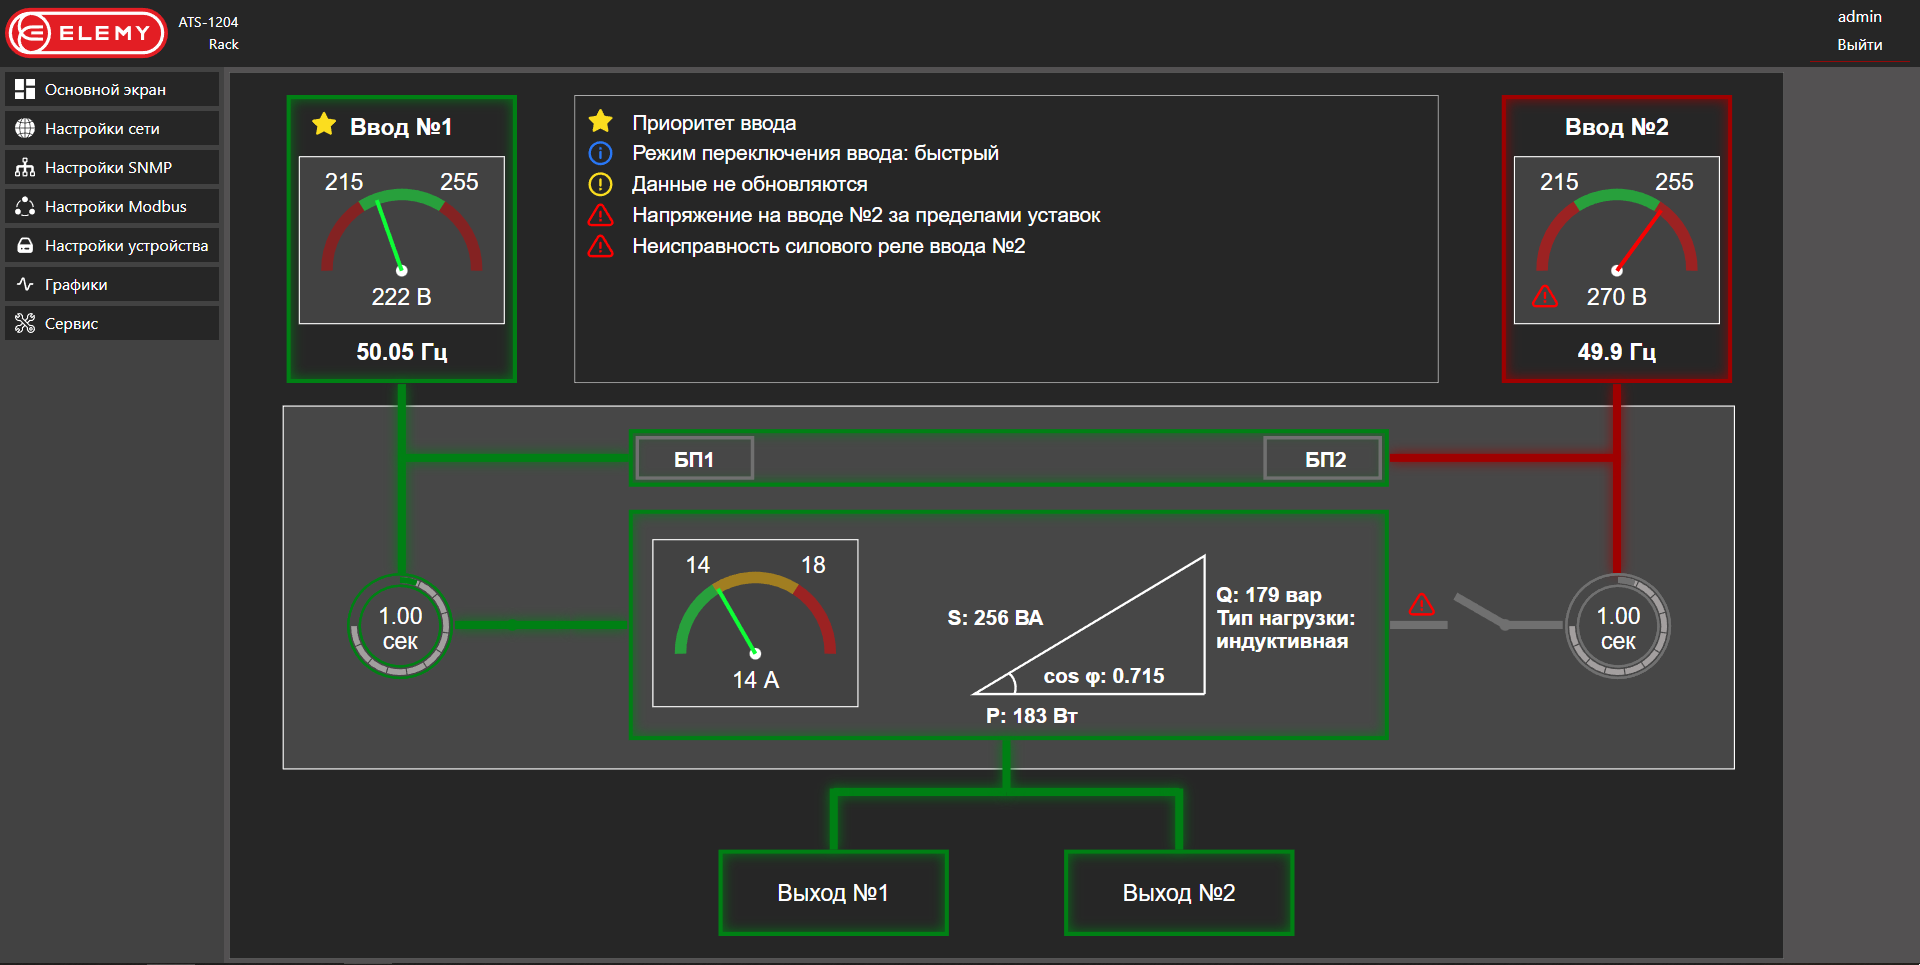 ELEMY
ATS-1204
Rack
admin
Выйти
Основной экран
Настройки сети
Настройки SNMP
Настройки Modbus
Настройки устройства
Графики
Сервис
Ввод №1
215 255
222 В
50.05 Гц
Приоритет ввода
Режим переключения ввода: быстрый
Данные не обновляются
Напряжение на вводе №2 за пределами уставок
Неисправность силового реле ввода №2
Ввод №2
215 255
270 В
49.9 Гц
БП1
БП2
1.00
сек
14 18
14 А
S: 256 ВА
cos φ: 0.715
P: 183 Вт
Q: 179 вар
Тип нагрузки:
индуктивная
1.00
сек
Выход №1
Выход №2